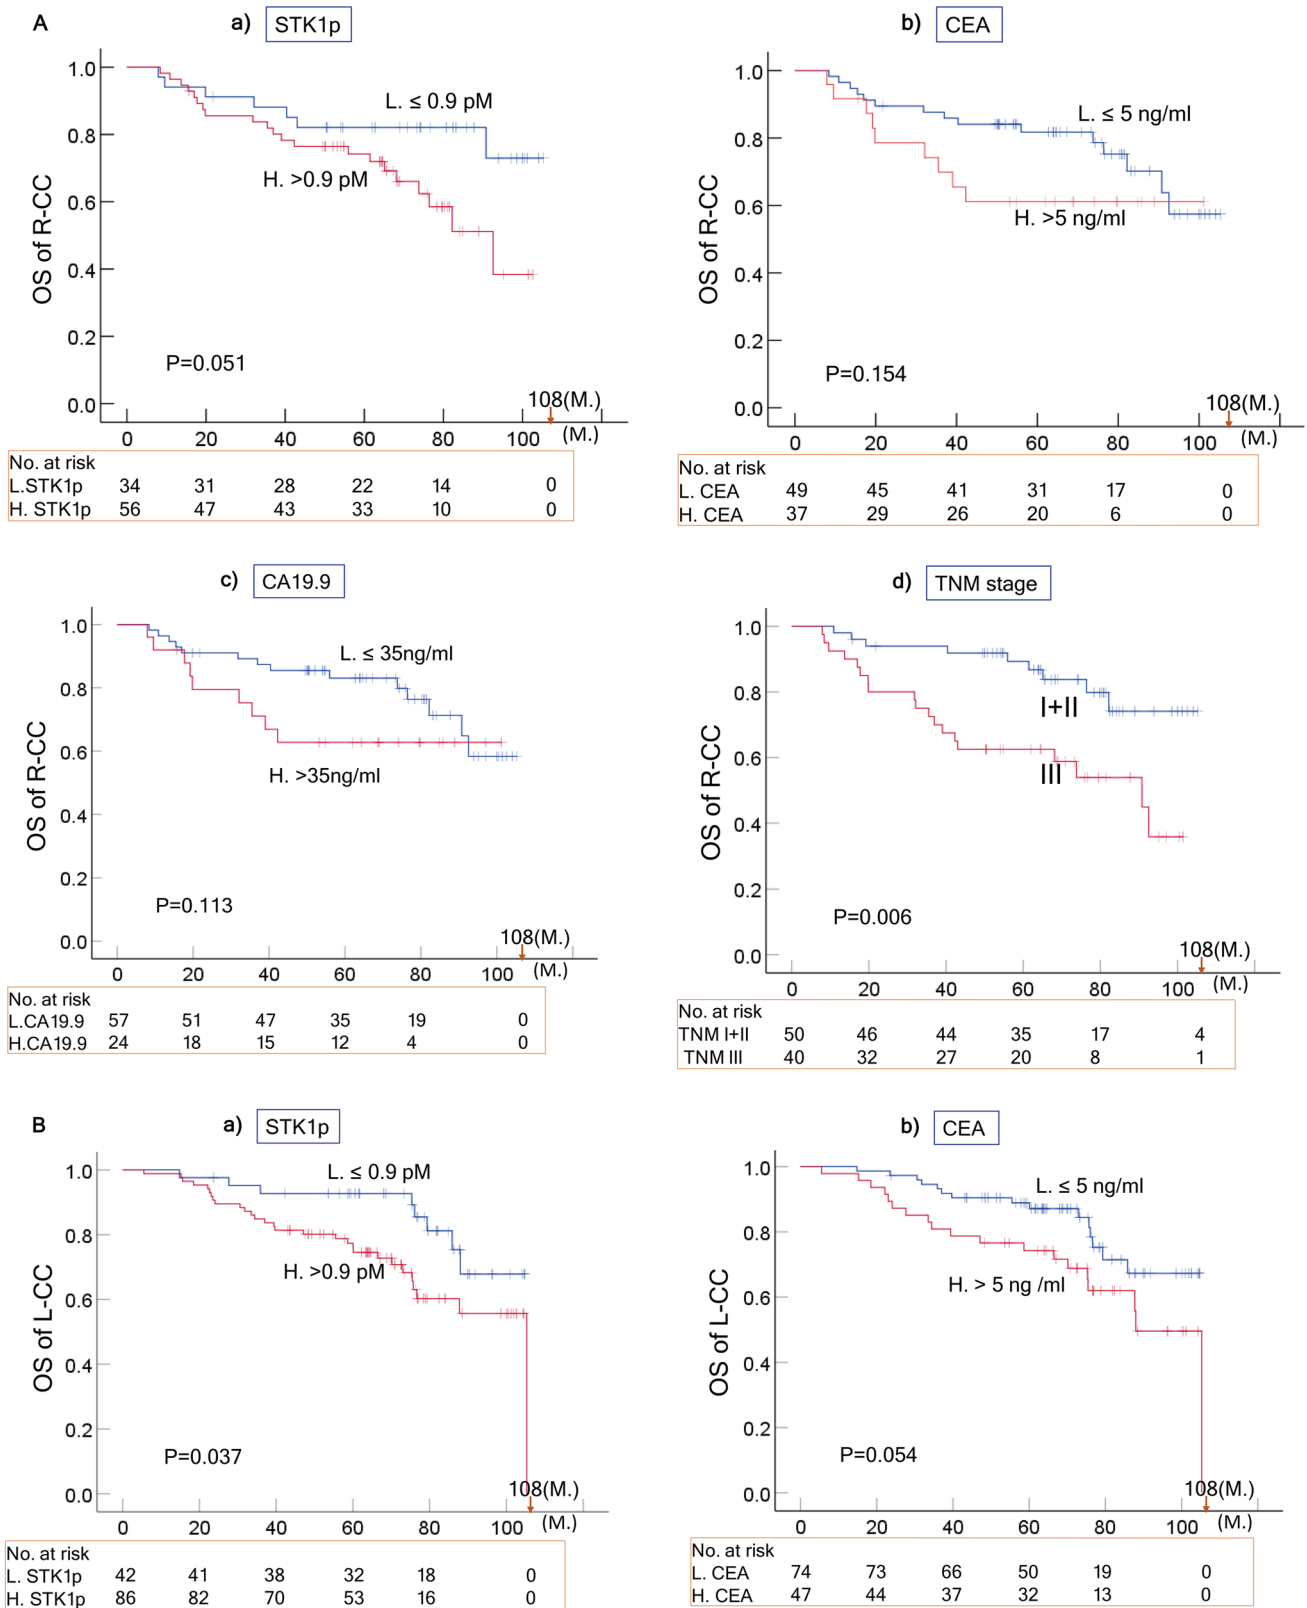 A
a) STK1p
1.0
0.8
0.6
0.4
0.2
0.0
OS of R-CC
L. ≤ 0.9 pM
H. >0.9 pM
P=0.051
108(M.)
0 20 40 60 80 100 (M.)
No. at risk
L.STK1p 34 31 28 22 14 0
H. STK1p 56 47 43 33 10 0
b) CEA
1.0
0.8
0.6
0.4
0.2
0.0
OS of R-CC
L. ≤ 5 ng/ml
H. >5 ng/ml
P=0.154
108(M.)
0 20 40 60 80 100 (M.)
No. at risk
L. CEA 49 45 41 31 17 0
H. CEA 37 29 26 20 6 0
c) CA19.9
1.0
0.8
0.6
0.4
0.2
0.0
OS of R-CC
L. ≤ 35ng/ml
H. >35ng/ml
P=0.113
108(M.)
0 20 40 60 80 100 (M.)
No. at risk
L.CA19.9 57 51 47 35 19 0
H.CA19.9 24 18 15 12 4 0
d) TNM stage
1.0
0.8
0.6
0.4
0.2
0.0
OS of R-CC
I+II
III
P=0.006
108(M.)
0 20 40 60 80 100 (M.)
No. at risk
TNM I+II 50 46 44 35 17 4
TNM III 40 32 27 20 8 1
B
a) STK1p
1.0
0.8
0.6
0.4
0.2
0.0
OS of L-CC
L. ≤ 0.9 pM
H. >0.9 pM
P=0.037
108(M.)
0 20 40 60 80 100 (M.)
No. at risk
L. STK1p 42 41 38 32 18 0
H. STK1p 86 82 70 53 16 0
b) CEA
1.0
0.8
0.6
0.4
0.2
0.0
OS of L-CC
L. ≤ 5 ng/ml
H. > 5 ng /ml
P=0.054
108(M.)
0 20 40 60 80 100 (M.)
No. at risk
L. CEA 74 73 66 50 19 0
H. CEA 47 44 37 32 13 0